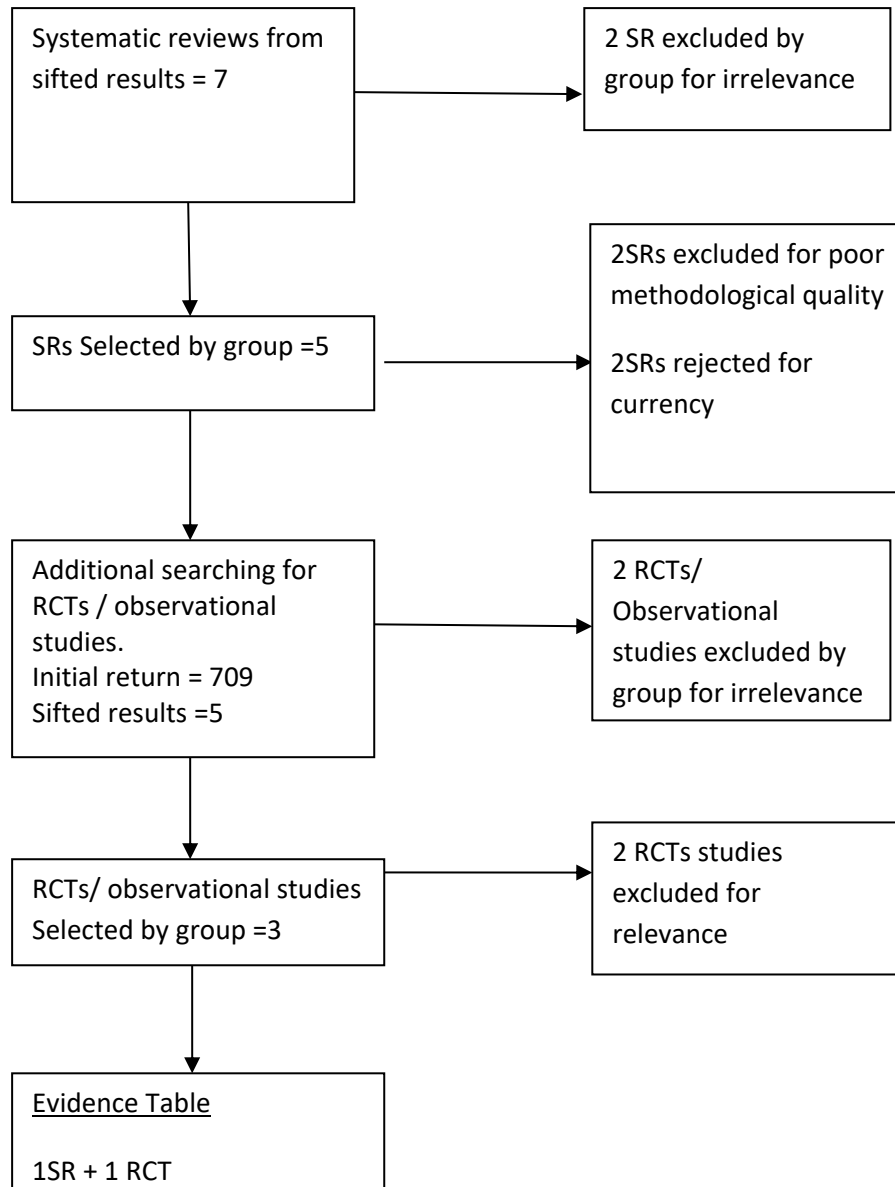 Systematic reviews from
sifted results = 7
2 SR excluded by
group for irrelevance
SRs Selected by group =5
2SRs excluded for poor
methodological quality
2SRs rejected for
currency
Additional searching for
RCTs / observational
studies.
Initial return = 709
Sifted results =5
2 RCTs/
Observational
studies excluded by
group for irrelevance
RCTs/ observational studies
Selected by group =3
2 RCTs studies
excluded for
relevance
Evidence Table
1SR + 1 RCT